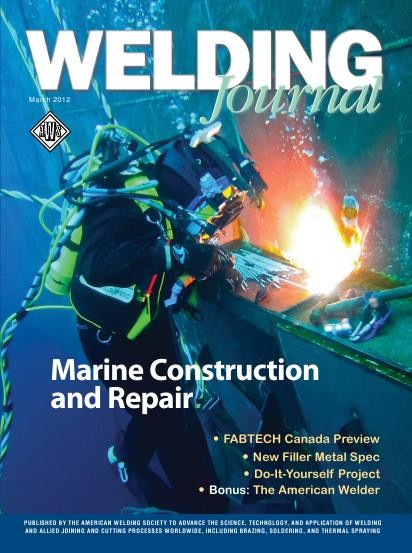 WELDING
Journal
March 2012
AWS
Marine Construction
and Repair
• FABTECH Canada Preview
• New Filler Metal Spec
• Do-It-Yourself Project
• Bonus: The American Welder
PUBLISHED BY THE AMERICAN WELDING SOCIETY TO ADVANCE THE SCIENCE, TECHNOLOGY, AND APPLICATION OF WELDING
AND ALLIED JOINING AND CUTTING PROCESSES WORLDWIDE, INCLUDING BRAZING, SOLDERING, AND THERMAL SPRAYING